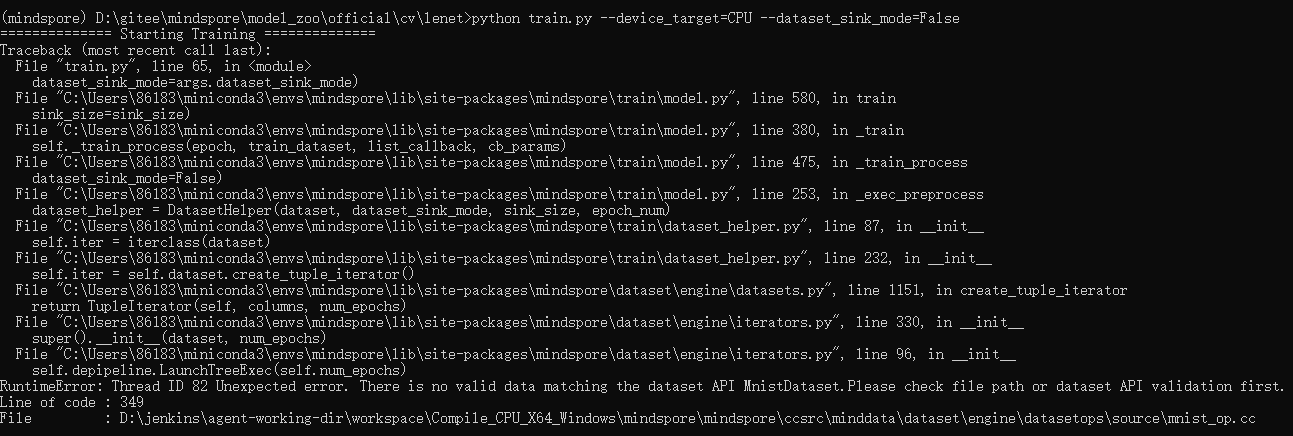 (mindspore) D:\gitee\mindspore\model_zoo\official\cv\lenet>python train.py --device_target=CPU --dataset_sink_mode=False
============== Starting Training ==============
Traceback (most recent call last):
  File "train.py", line 65, in <module>
    dataset_sink_mode=args.dataset_sink_mode)
  File "C:\Users\86183\miniconda3\envs\mindspore\lib\site-packages\mindspore\train\model.py", line 580, in train
    sink_size=sink_size)
  File "C:\Users\86183\miniconda3\envs\mindspore\lib\site-packages\mindspore\train\model.py", line 380, in _train
    self._train_process(epoch, train_dataset, list_callback, cb_params)
  File "C:\Users\86183\miniconda3\envs\mindspore\lib\site-packages\mindspore\train\model.py", line 475, in _train_process
    dataset_sink_mode=False)
  File "C:\Users\86183\miniconda3\envs\mindspore\lib\site-packages\mindspore\train\model.py", line 253, in _exec_preprocess
    dataset_helper = DatasetHelper(dataset, dataset_sink_mode, sink_size, epoch_num)
  File "C:\Users\86183\miniconda3\envs\mindspore\lib\site-packages\mindspore\train\dataset_helper.py", line 87, in __init__
    self.iter = iterclass(dataset)
  File "C:\Users\86183\miniconda3\envs\mindspore\lib\site-packages\mindspore\train\dataset_helper.py", line 232, in __init__
    self.iter = self.dataset.create_tuple_iterator()
  File "C:\Users\86183\miniconda3\envs\mindspore\lib\site-packages\mindspore\dataset\engine\datasets.py", line 1151, in create_tuple_iterator
    return TupleIterator(self, columns, num_epochs)
  File "C:\Users\86183\miniconda3\envs\mindspore\lib\site-packages\mindspore\dataset\engine\iterators.py", line 330, in __init__
    super().__init__(dataset, num_epochs)
  File "C:\Users\86183\miniconda3\envs\mindspore\lib\site-packages\mindspore\dataset\engine\iterators.py", line 96, in __init__
    self.depipeline.LaunchTreeExec(self.num_epochs)
RuntimeError: Thread ID 82 Unexpected error. There is no valid data matching the dataset API MnistDataset.Please check file path or dataset API validation first.
Line of code : 349
File         : D:\jenkins\agent-working-dir\workspace\Compile_CPU_X64_Windows\mindspore\mindspore\ccsrc\minddata\dataset\engine\datasetops\source\mnist_op.cc